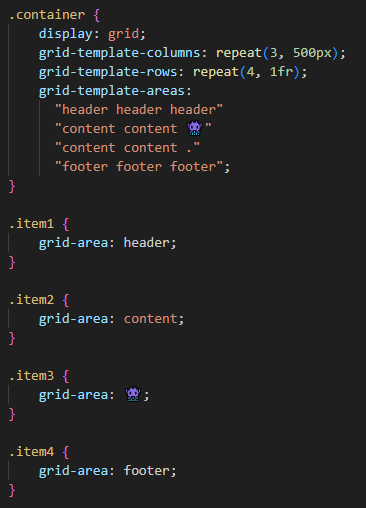 .container {
display: grid;
grid-template-columns: repeat(3, 500px);
grid-template-rows: repeat(4, 1fr);
grid-template-areas:
"header header header"
"content content 👾"
"content content ."
"footer footer footer";
}
.item1 {
grid-area: header;
}
.item2 {
grid-area: content;
}
.item3 {
grid-area: 👾;
}
.item4 {
grid-area: footer;
}